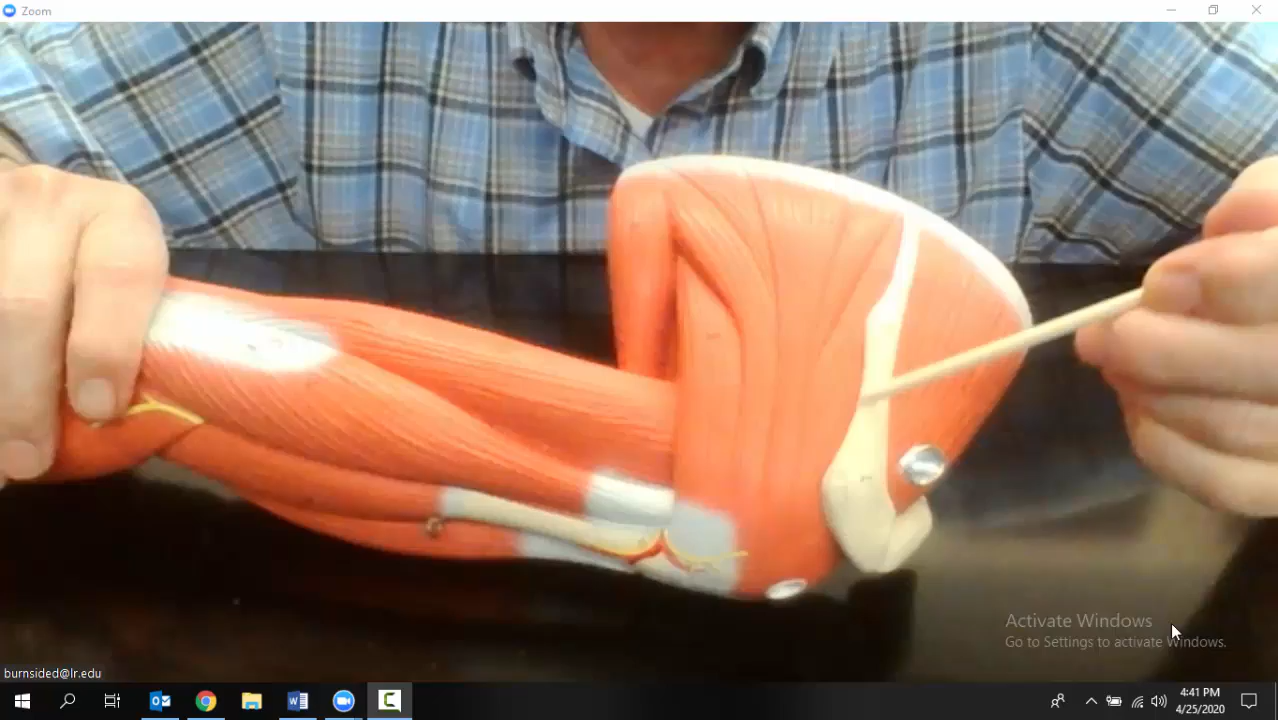 Zoom
Activate Windows
Go to Settings to activate Windows.
burnsided@lr.edu
4:41 PM
4/25/2020